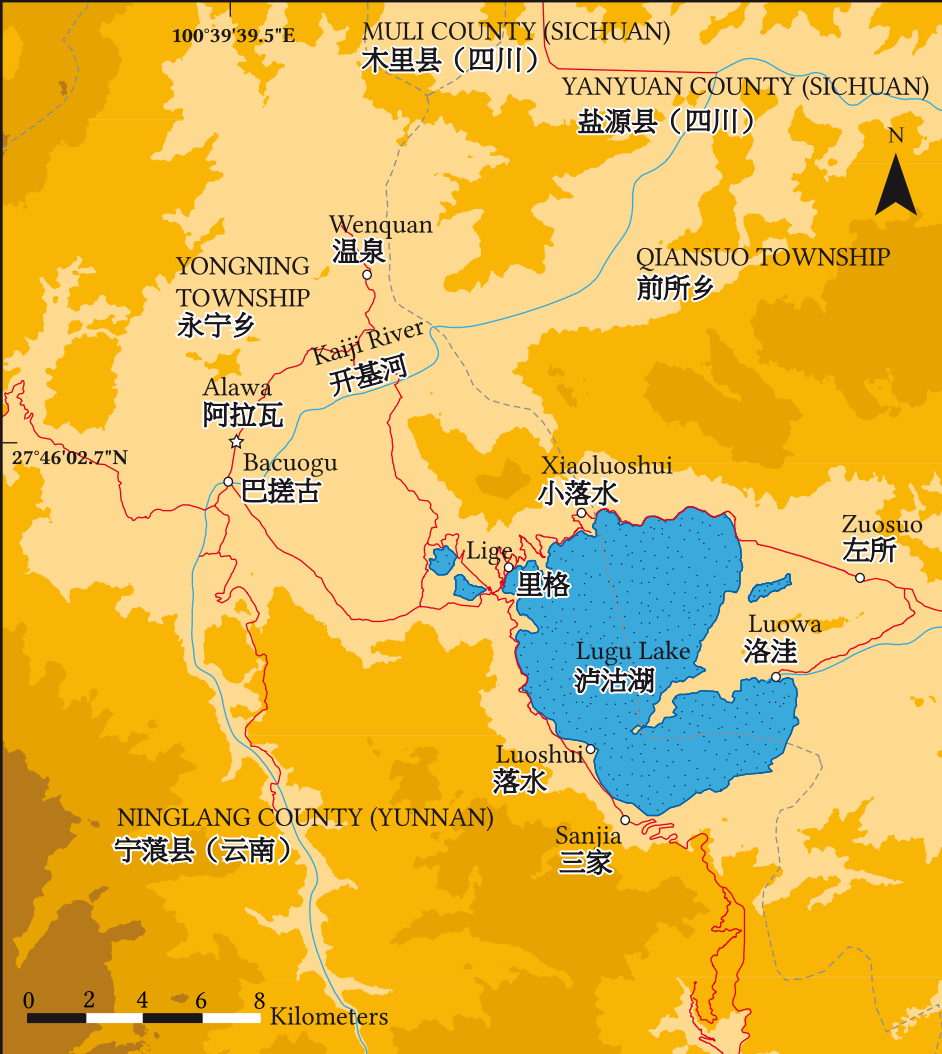 100°39'39.5"E
MULI COUNTY (SICHUAN)
木里县（四川）
YANYUAN COUNTY (SICHUAN)
盐源县（四川）
N
Wenquan
温泉
QIANSUO TOWNSHIP
前所乡
YONGNING
TOWNSHIP
永宁乡
Kaiji River
开基河
Alawa
阿拉瓦
27°46'02.7"N
Bacuogu
巴搓古
Xiaoluoshui
小落水
Zuosuo
左所
Lige
里格
Luowa
洛洼
Lugu Lake
泸沽湖
Luoshui
落水
NINGLANG COUNTY (YUNNAN)
宁蒗县（云南）
Sanjia
三家
0 2 4 6 8
Kilometers